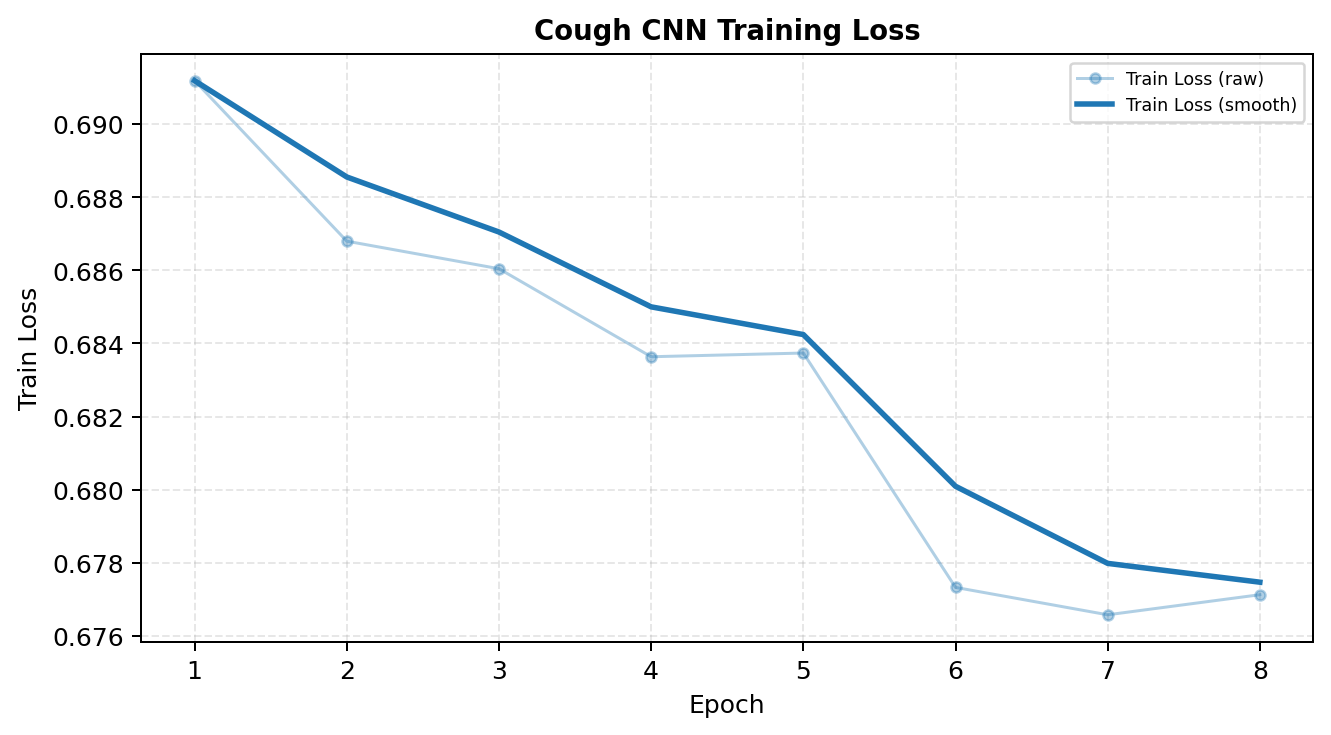 Cough CNN Training Loss
Train Loss (raw)
Train Loss (smooth)
Train Loss
0.690
0.688
0.686
0.684
0.682
0.680
0.678
0.676
1 2 3 4 5 6 7 8
Epoch